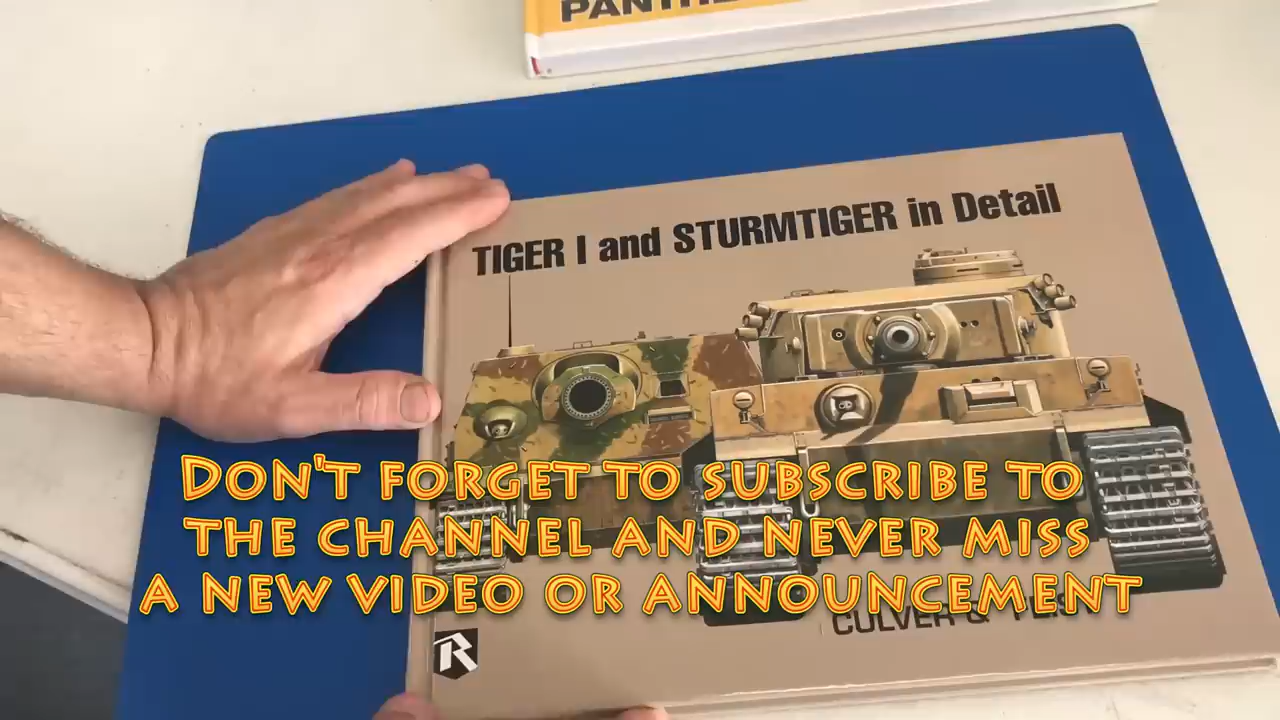 TIGER I and STURMTIGER in Detail
DON'T FORGET TO SUBSCRIBE TO
THE CHANNEL AND NEVER MISS
A NEW VIDEO OR ANNOUNCEMENT
CULVER &
R